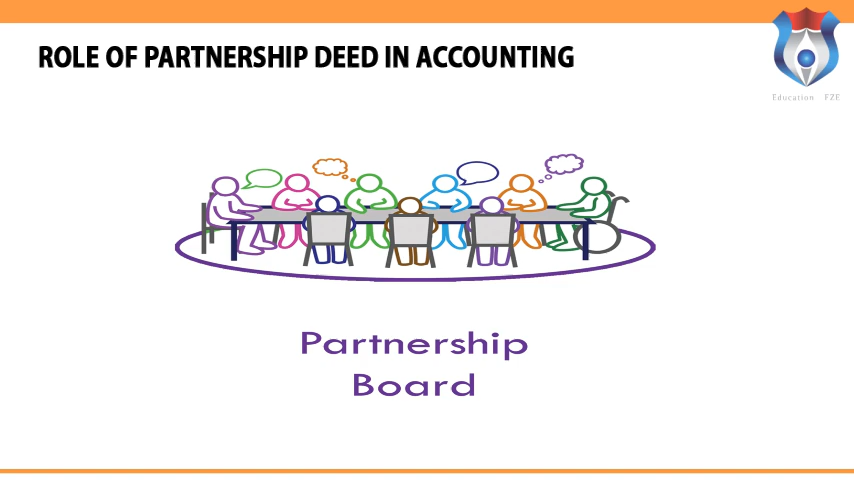 ROLE OF PARTNERSHIP DEED IN ACCOUNTING
Education FZE
Partnership
Board